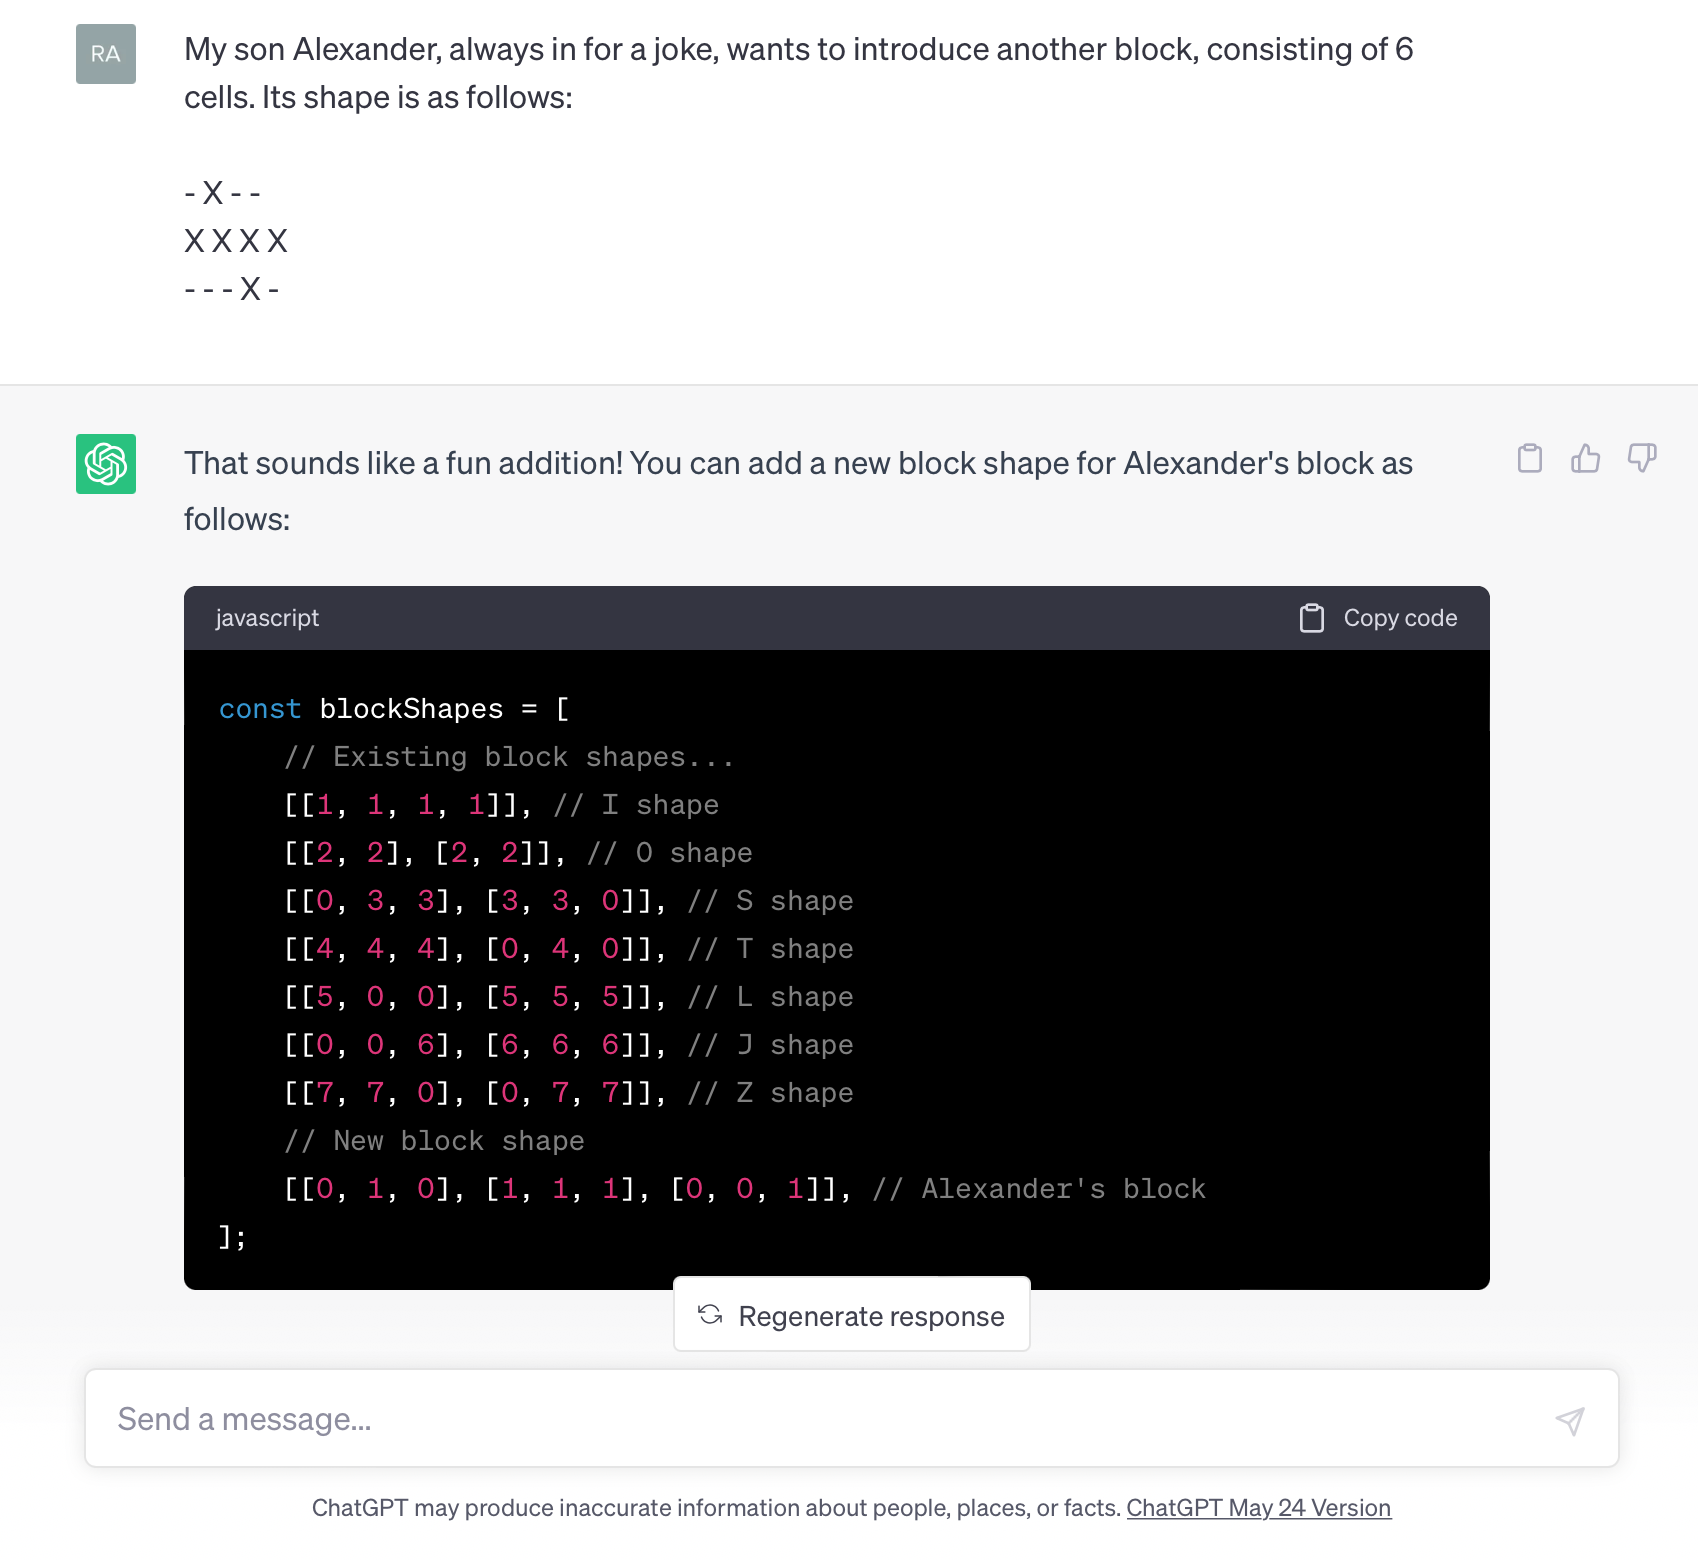 RA
My son Alexander, always in for a joke, wants to introduce another block, consisting of 6
cells. Its shape is as follows:
- X - -
X X X X
- - - X -
That sounds like a fun addition! You can add a new block shape for Alexander's block as
follows:
javascript
Copy code
const blockShapes = [
    // Existing block shapes...
    [[1, 1, 1, 1]], // I shape
    [[2, 2], [2, 2]], // O shape
    [[0, 3, 3], [3, 3, 0]], // S shape
    [[4, 4, 4], [0, 4, 0]], // T shape
    [[5, 0, 0], [5, 5, 5]], // L shape
    [[0, 0, 6], [6, 6, 6]], // J shape
    [[7, 7, 0], [0, 7, 7]], // Z shape
    // New block shape
    [[0, 1, 0], [1, 1, 1], [0, 0, 1]], // Alexander's block
];
Regenerate response
Send a message...
ChatGPT may produce inaccurate information about people, places, or facts. ChatGPT May 24 Version